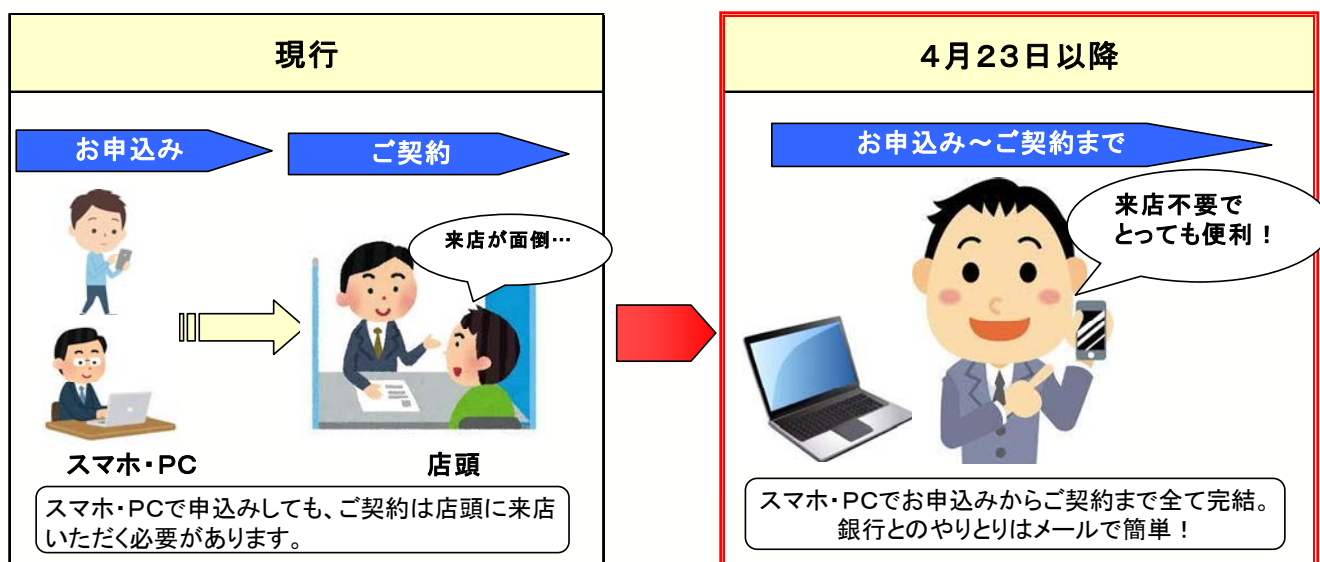 現行
お申込み
ご契約
来店が面倒…
スマホ・PC
店頭
スマホ・PCで申込みしても、ご契約は店頭に来店
いただく必要があります。
4月23日以降
お申込み～ご契約まで
来店不要で
とっても便利！
スマホ・PCでお申込みからご契約まで全て完結。
銀行とのやりとりはメールで簡単！